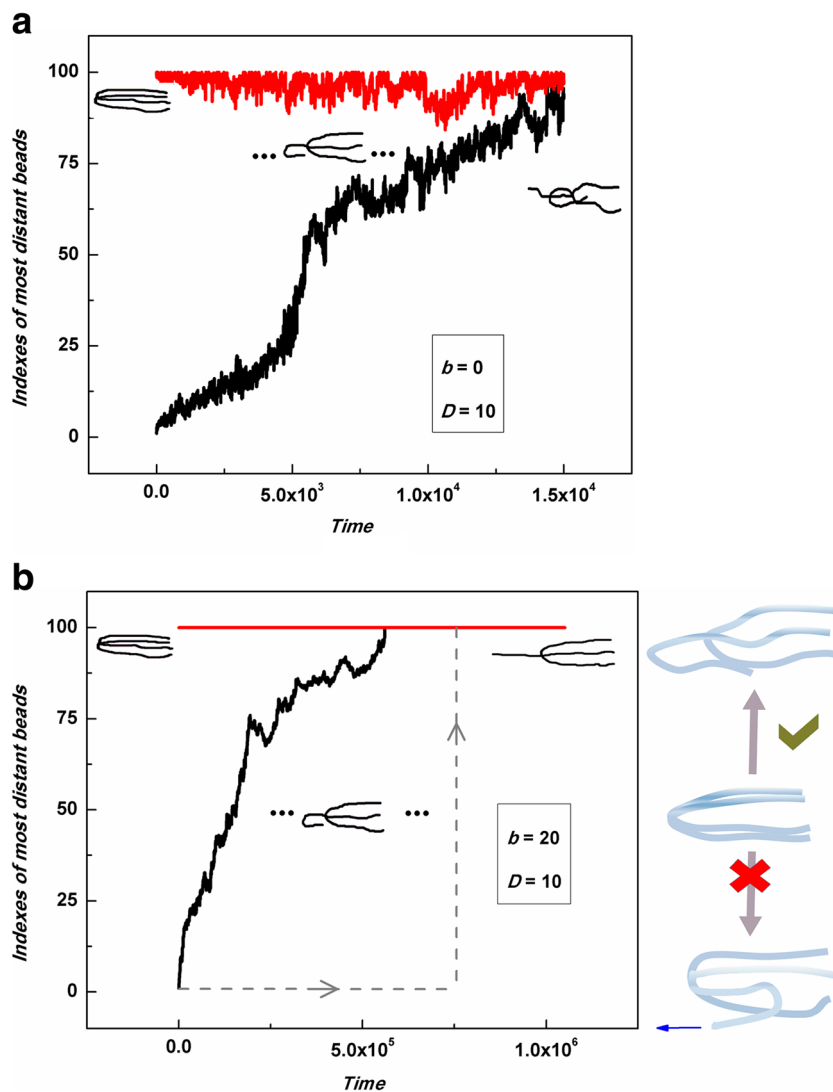 a
100
75
50
25
0
Indexes of most distant beads
b = 0
D = 10
0.0
5.0x10³
1.0x10⁴
1.5x10⁴
Time
b
100
75
50
25
0
Indexes of most distant beads
b = 20
D = 10
0.0
5.0x10⁵
1.0x10⁶
Time